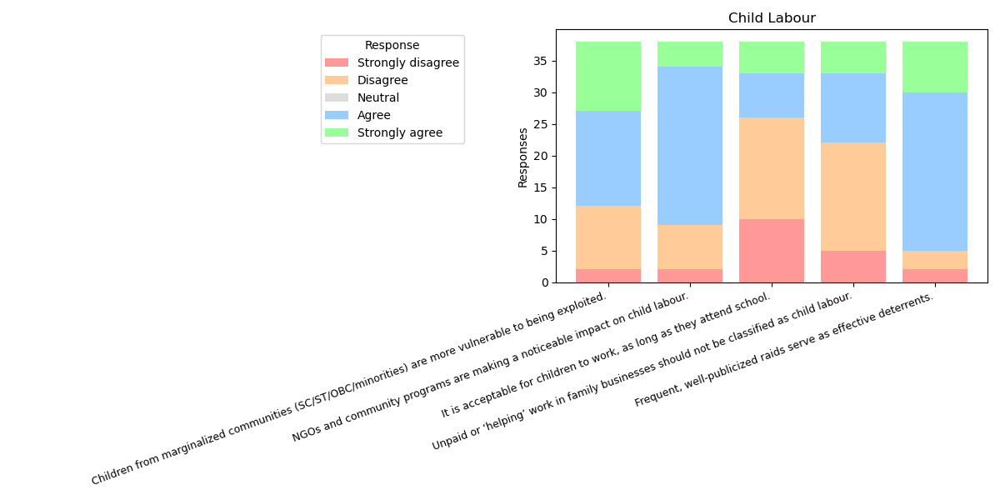 Child Labour
Response
Strongly disagree
Disagree
Neutral
Agree
Strongly agree
Responses
35
30
25
20
15
10
5
0
Children from marginalized communities (SC/ST/OBC/minorities) are more vulnerable to being exploited.
NGOs and community programs are making a noticeable impact on child labour.
It is acceptable for children to work, as long as they attend school.
Unpaid or ‘helping’ work in family businesses should not be classified as child labour.
Frequent, well-publicized raids serve as effective deterrents.